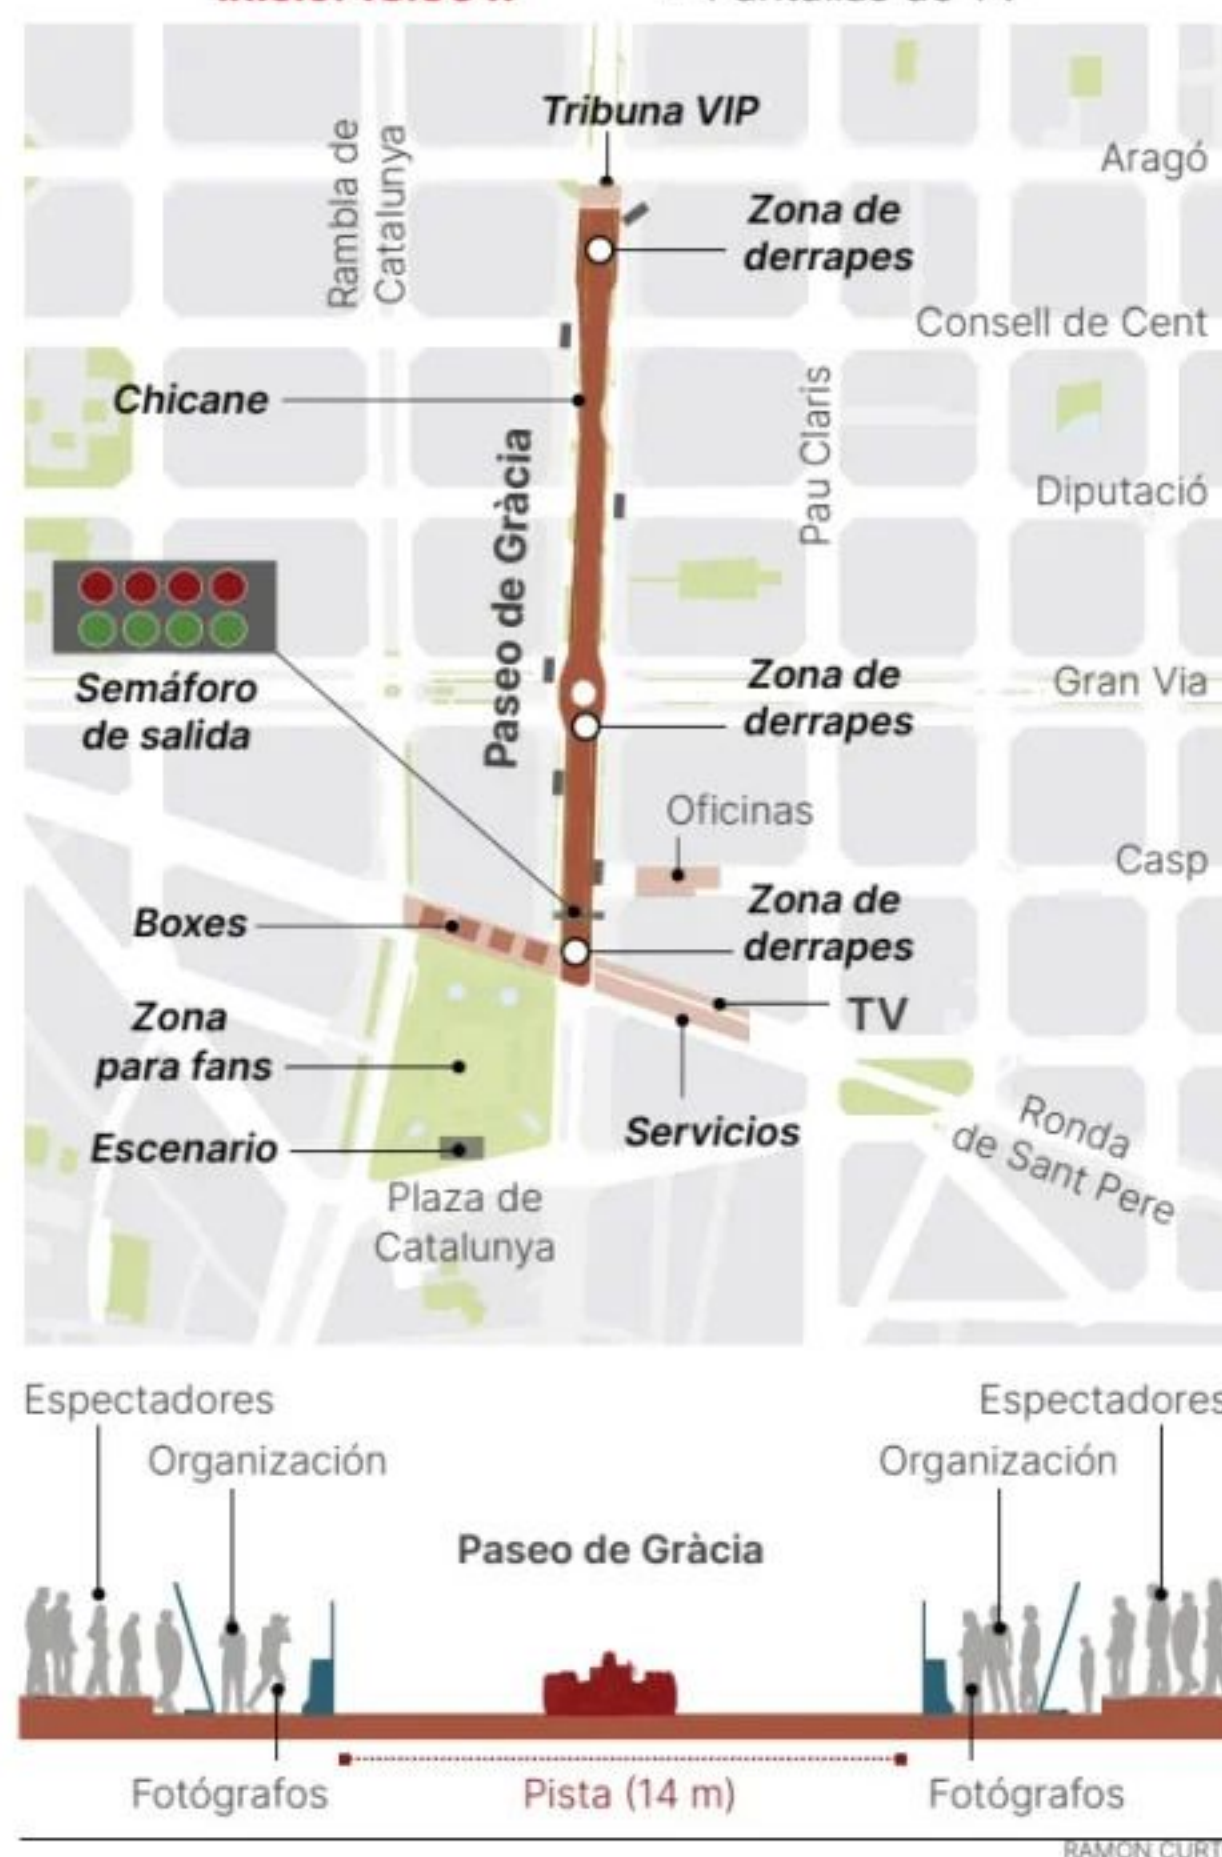 Tribuna VIP
Rambla de
Catalunya
Aragó
Zona de
derrapes
Consell de Cent
Chicane
Pau Claris
Paseo de Gràcia
Diputació
Semáforo
de salida
Zona de
derrapes
Gran Via
Oficinas
Casp
Boxes
Zona de
derrapes
TV
Zona
para fans
Servicios
Escenario
Ronda
de Sant Pere
Plaza de
Catalunya
Espectadores
Espectadores
Organización
Organización
Paseo de Gràcia
Fotógrafos
Pista (14 m)
Fotógrafos
RAMON CURT